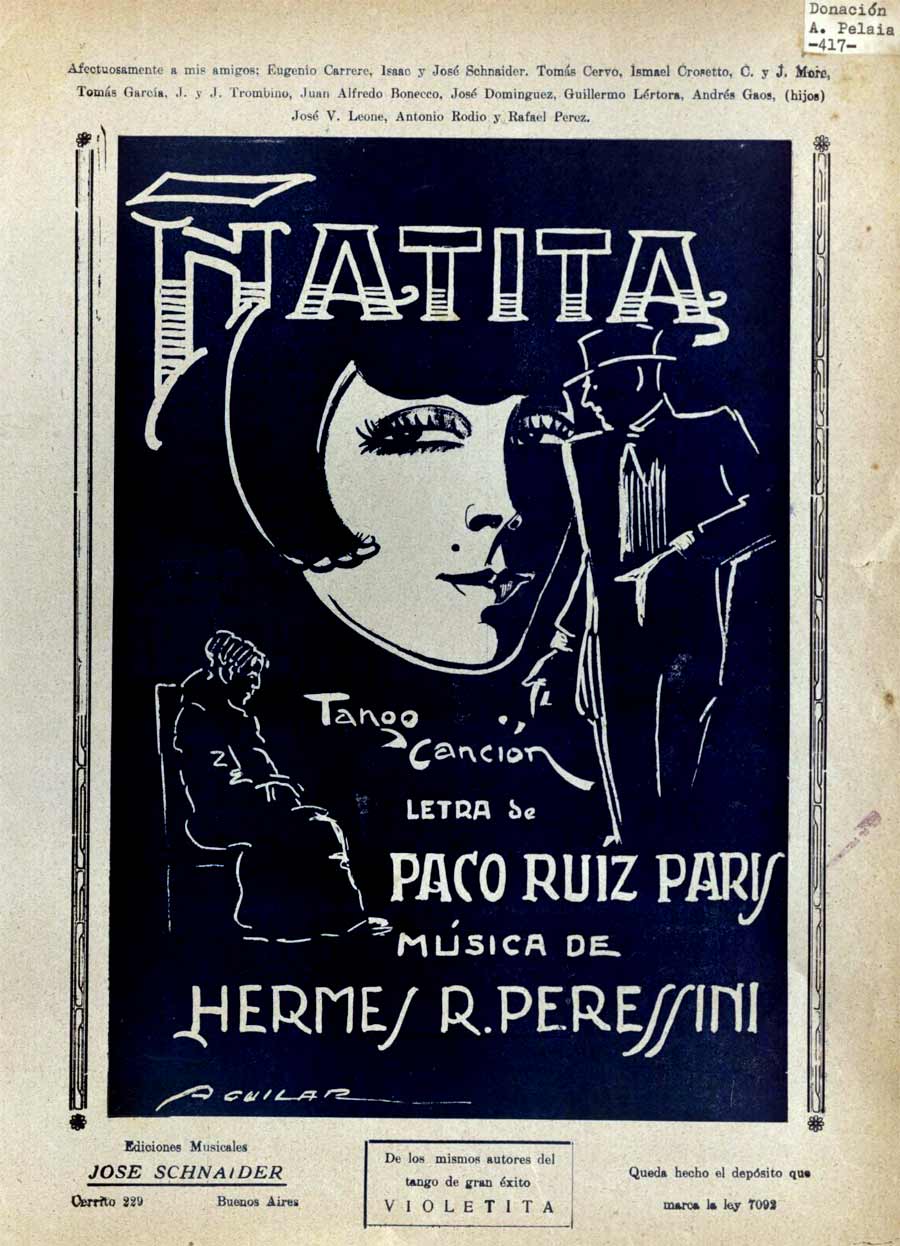 Donación
A. Pelaia
-417-
Afectuosamente a mis amigos: Eugenio Carrere, Isaac y José Schnaider. Tomás Cervo, Ismael Crosetto, C. y J. More,
Tomás García, J. y J. Trombino, Juan Alfredo Bonecco, José Dominguez, Guillermo Lértora, Andrés Gaos, (hijos)
José V. Leone, Antonio Rodio y Rafael Perez.
ÑATITA
Tango
Canción
LETRA de
PACO RUÍZ PARIS
MÚSICA DE
HERMES R. PERESSINI
AGUILAR
Ediciones Musicales
JOSE SCHNAIDER
Cerrito 229 Buenos Aires
De los mismos autores del
tango de gran éxito
VIOLETITA
Queda hecho el depósito que
marca la ley 7092